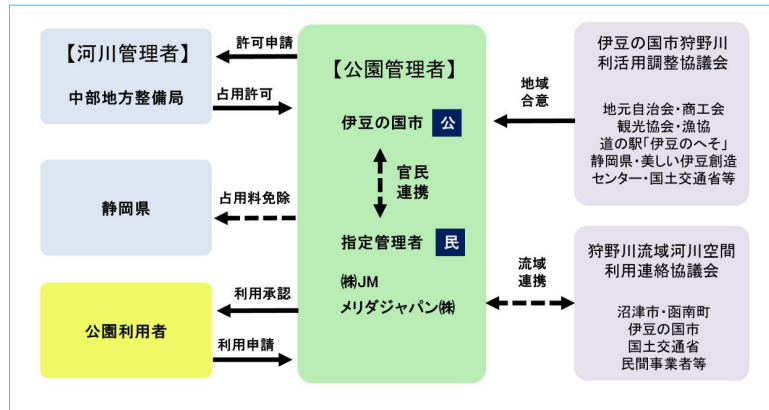 【河川管理者】
中部地方整備局
許可申請
占用許可
静岡県
占用料免除
公園利用者
利用承認
利用申請
【公園管理者】
伊豆の国市 公
官民
連携
指定管理者 民
㈱JM
メリダジャパン㈱
地域
合意
伊豆の国市狩野川
利活用調整協議会
地元自治会・商工会
観光協会・漁協
道の駅「伊豆のへそ」
静岡県・美しい伊豆創造
センター・国土交通省等
流域
連携
狩野川流域河川空間
利用連絡協議会
沼津市・函南町
伊豆の国市
国土交通省
民間事業者等